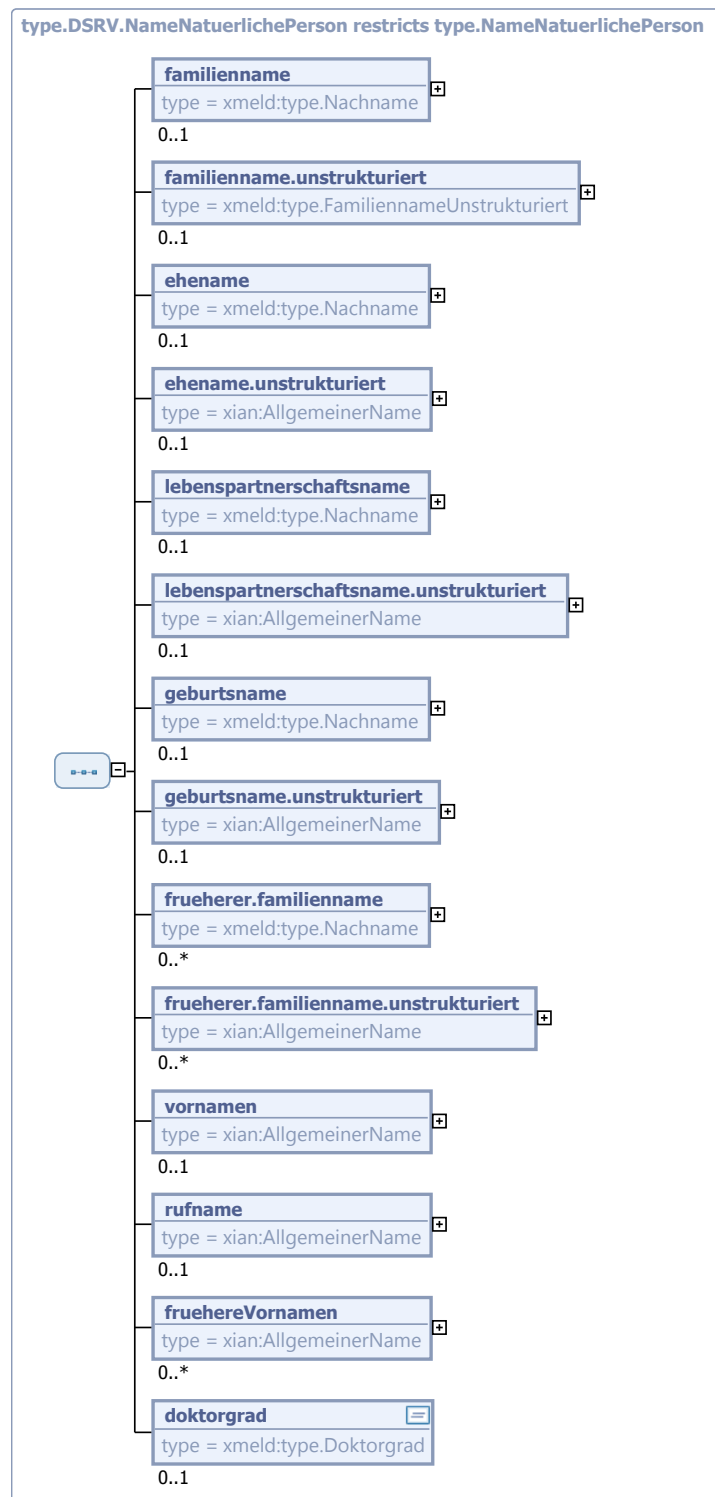 type.DSRV.NameNatuerlichePerson restricts type.NameNatuerlichePerson
familienname
type = xmeld:type.Nachname
0..1
familienname.unstrukturiert
type = xmeld:type.FamiliennameUnstrukturiert
0..1
ehename
type = xmeld:type.Nachname
0..1
ehename.unstrukturiert
type = xian:AllgemeinerName
0..1
lebenspartnerschaftsname
type = xmeld:type.Nachname
0..1
lebenspartnerschaftsname.unstrukturiert
type = xian:AllgemeinerName
0..1
geburtsname
type = xmeld:type.Nachname
0..1
geburtsname.unstrukturiert
type = xian:AllgemeinerName
0..1
frueherer.familienname
type = xmeld:type.Nachname
0..*
frueherer.familienname.unstrukturiert
type = xian:AllgemeinerName
0..*
vornamen
type = xian:AllgemeinerName
0..1
rufname
type = xian:AllgemeinerName
0..1
fruehereVornamen
type = xian:AllgemeinerName
0..*
doktorgrad
type = xmeld:type.Doktorgrad
0..1